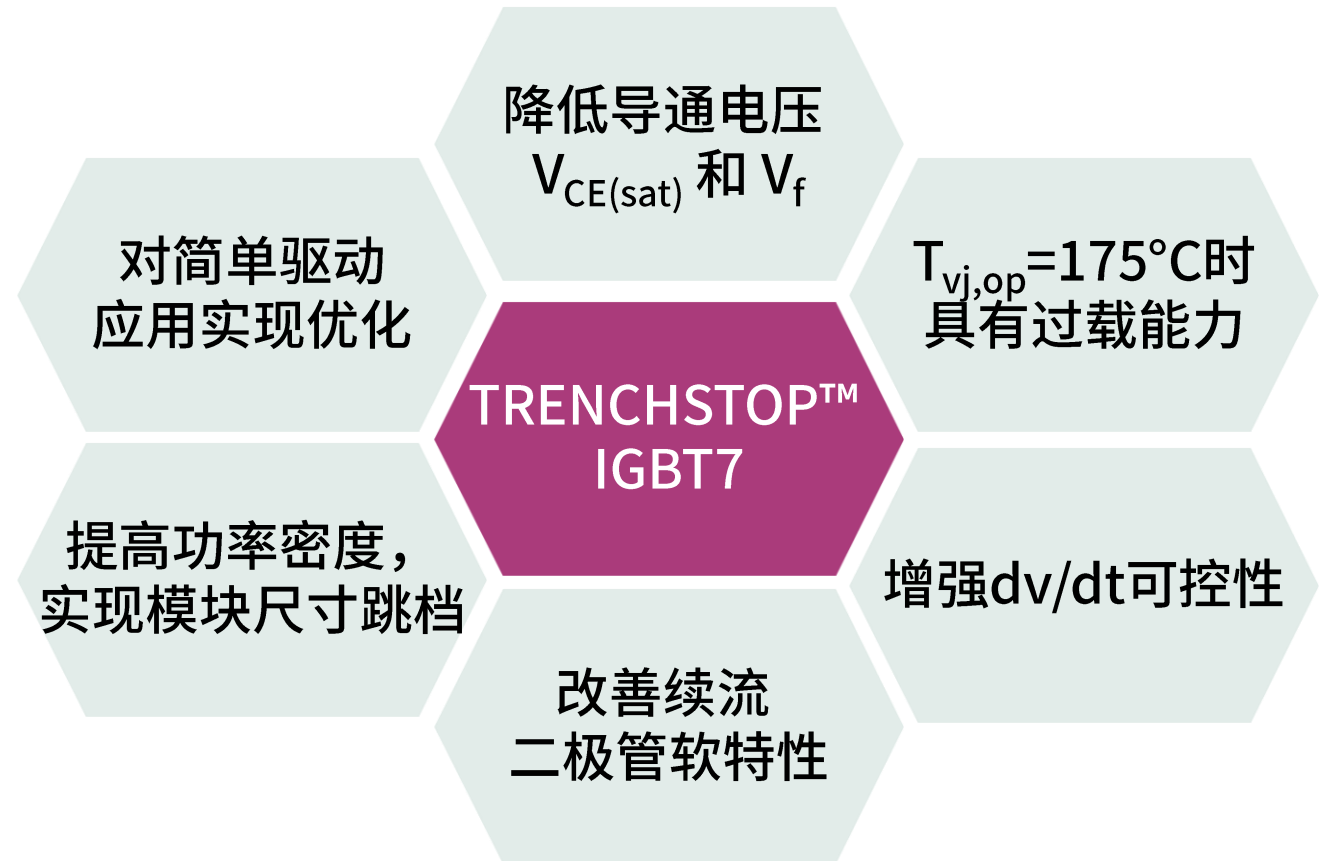 降低导通电压
VCE(sat) 和 Vf
对简单驱动
应用实现优化
Tvj,op=175°C时
具有过载能力
TRENCHSTOP™
IGBT7
提高功率密度，
实现模块尺寸跳档
增强dv/dt可控性
改善续流
二极管软特性